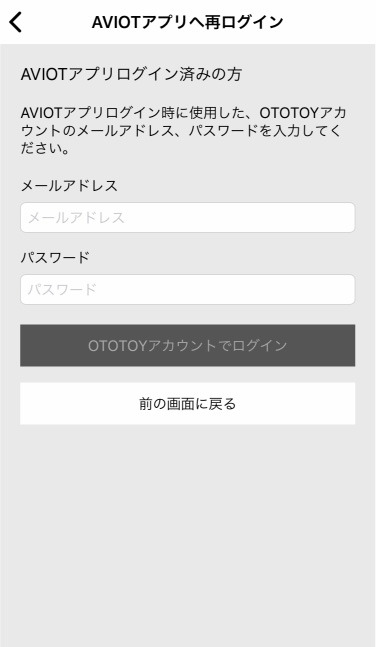 AVIOTアプリへ再ログイン
AVIOTアプリログイン済みの方
AVIOTアプリログイン時に使用した、OTOTOYアカ
ウントのメールアドレス、パスワードを入力してく
ださい。
メールアドレス
メールアドレス
パスワード
パスワード
OTOTOYアカウントでログイン
前の画面に戻る